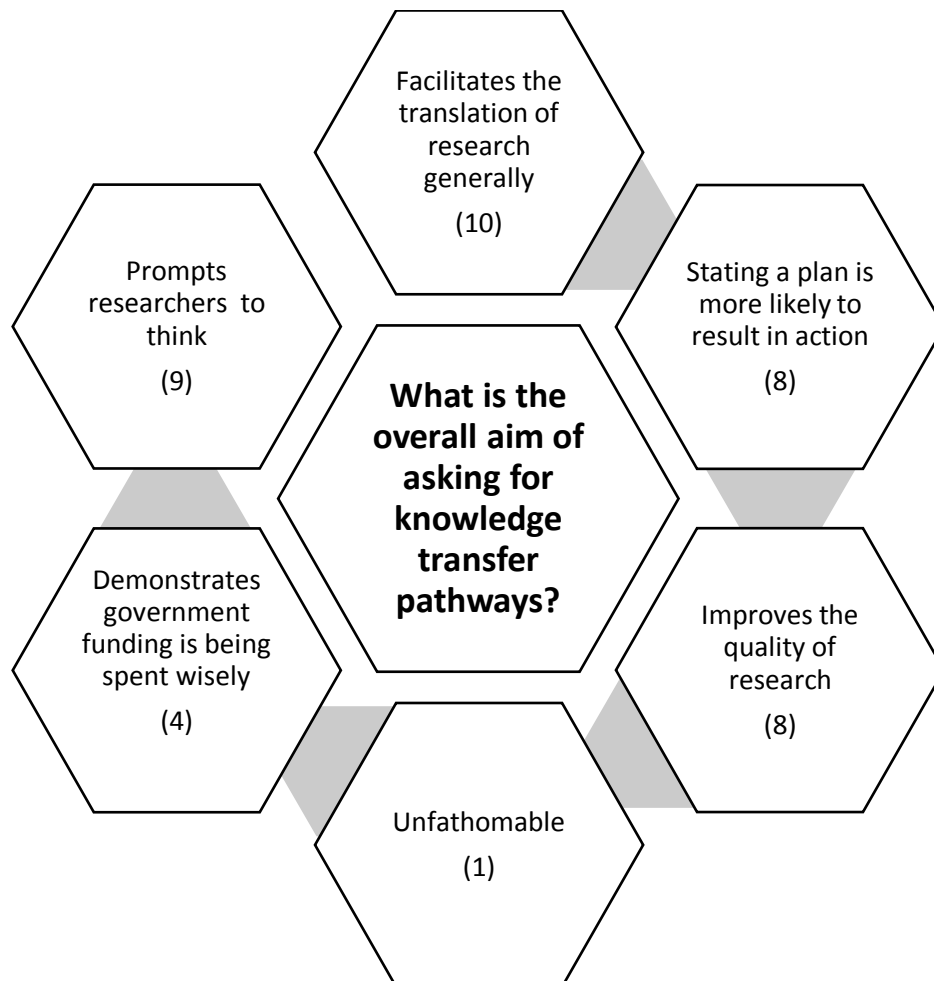 Facilitates the
translation of
research
generally
(10)
Prompts
researchers to
think
(9)
Stating a plan is
more likely to
result in action
(8)
What is the
overall aim of
asking for
knowledge
transfer
pathways?
Demonstrates
government
funding is being
spent wisely
(4)
Improves the
quality of
research
(8)
Unfathomable
(1)